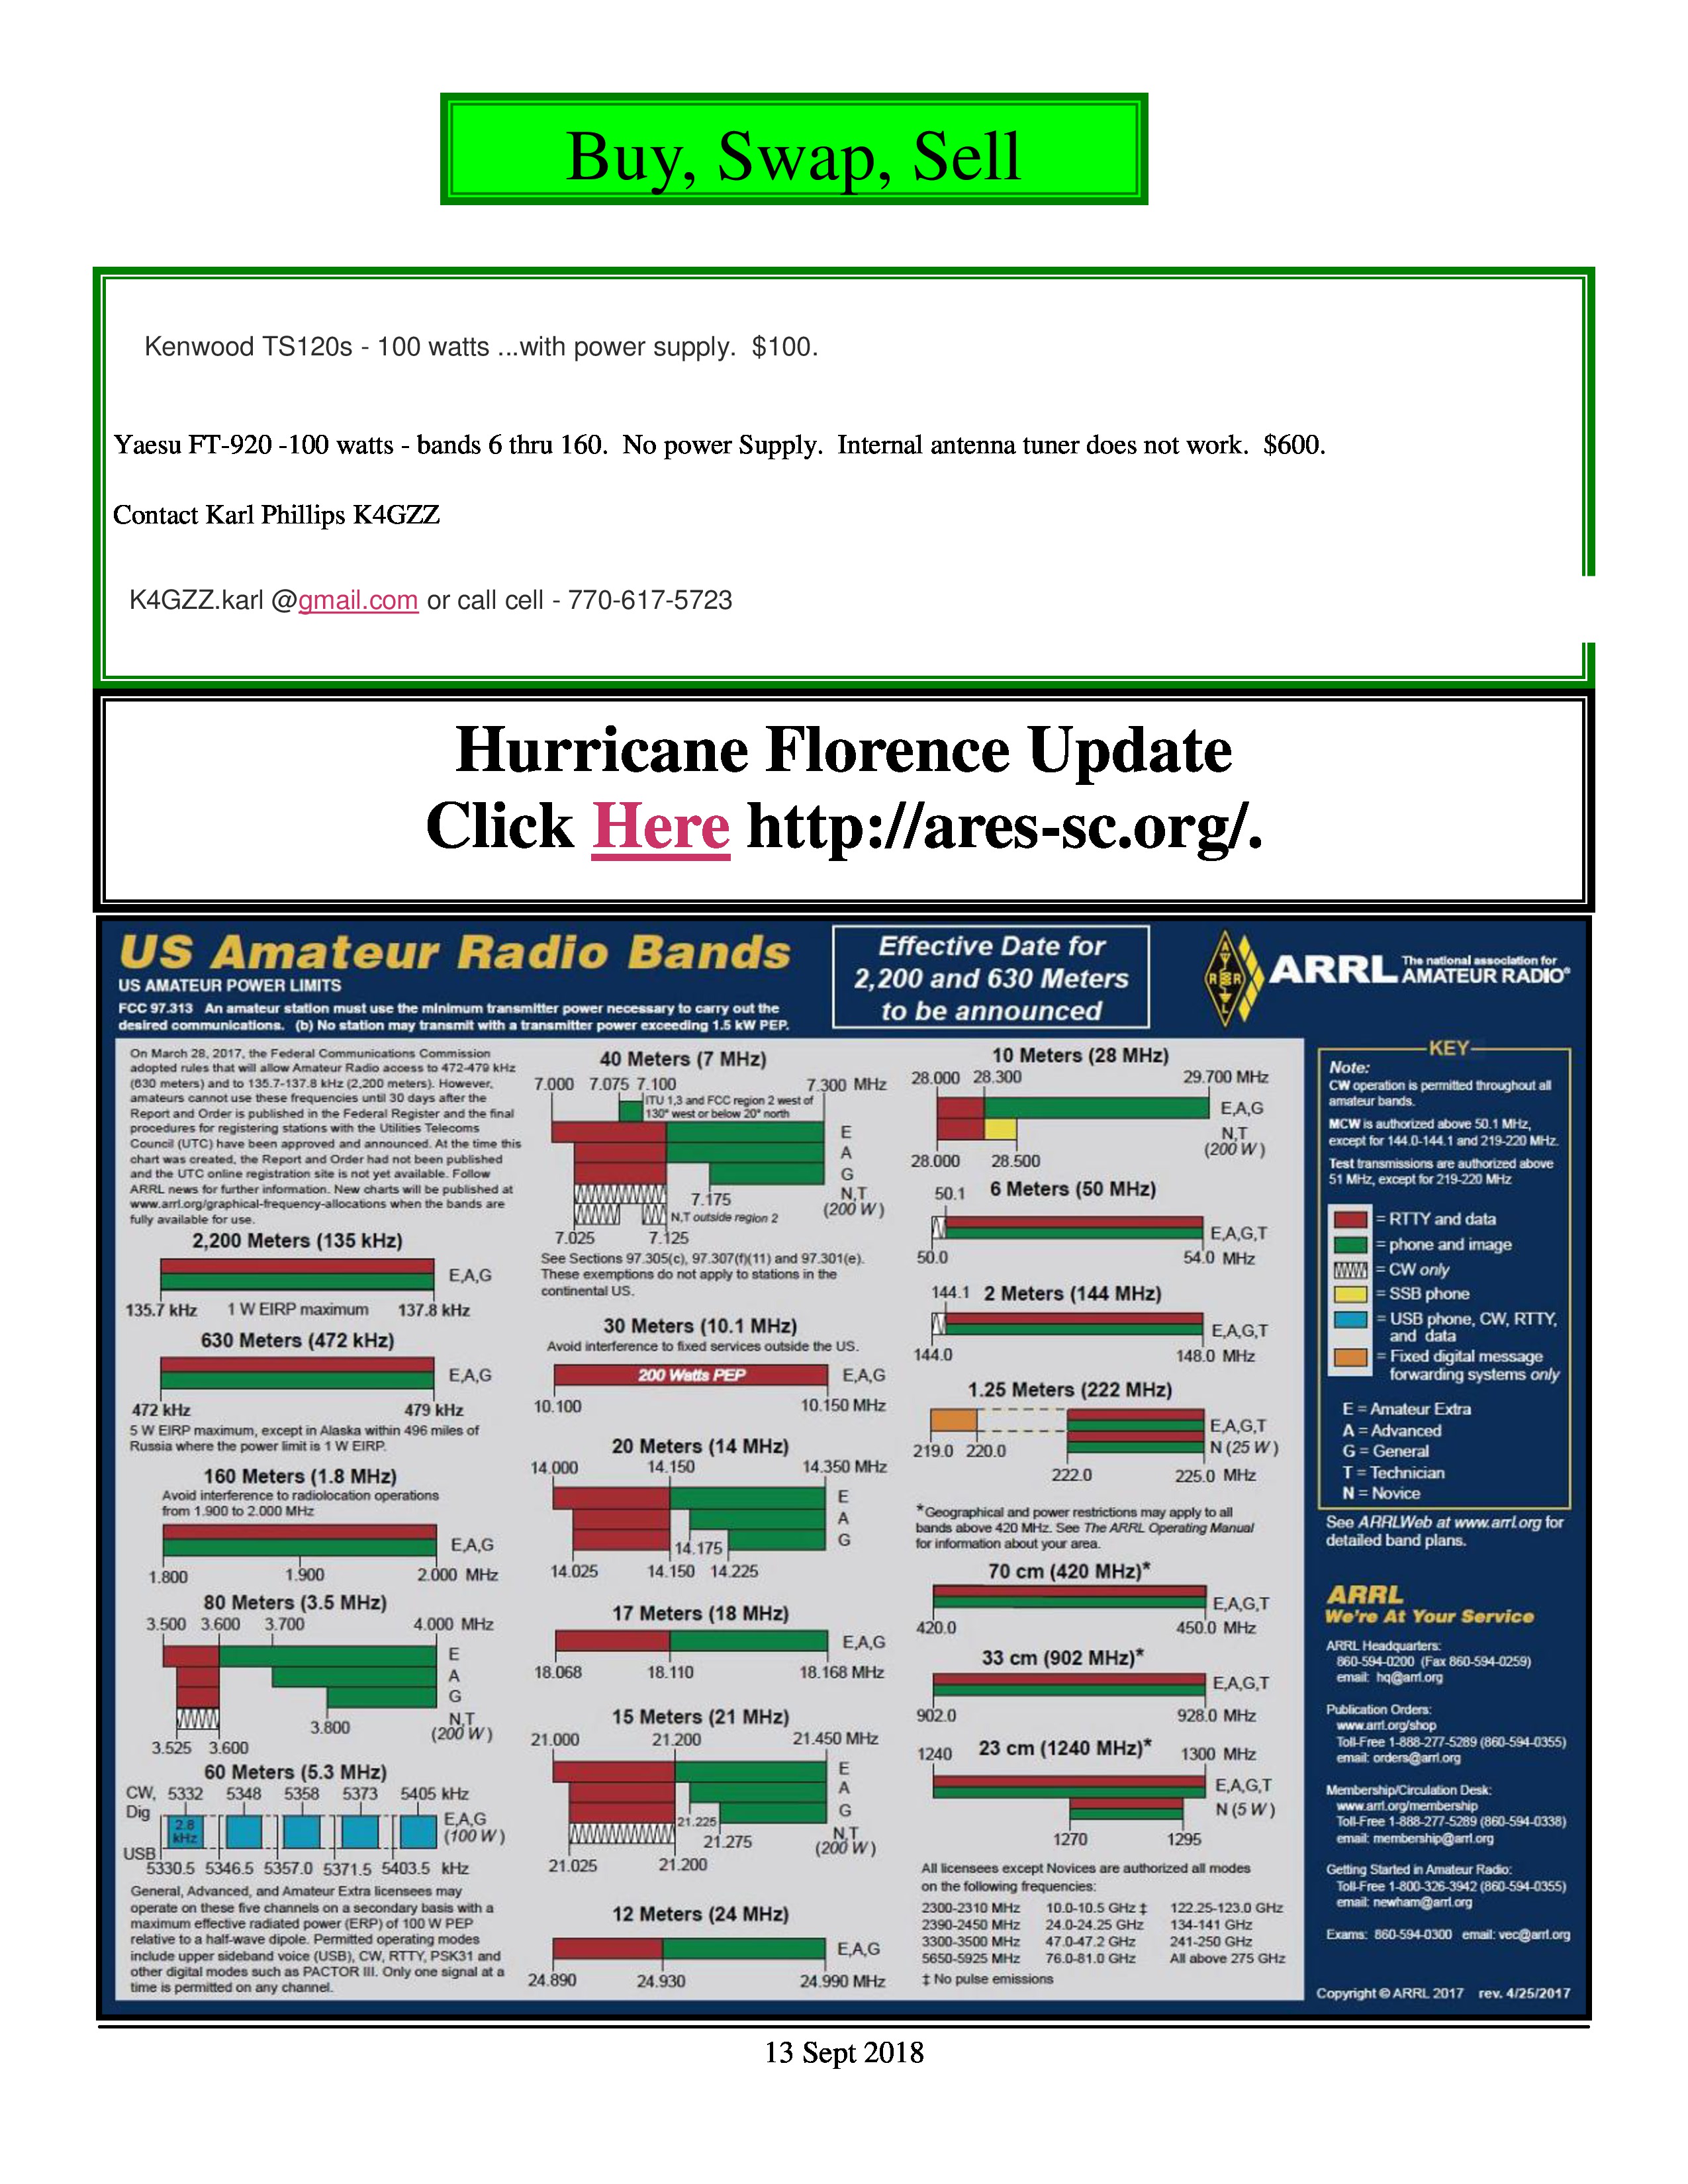 Buy, Swap, Sell
Kenwood TS120s - 100 watts ...with power supply.  $100.
Yaesu FT-920 -100 watts - bands 6 thru 160.  No power Supply.  Internal antenna tuner does not work.  $600.
Contact Karl Phillips K4GZZ
K4GZZ.karl @gmail.com or call cell - 770-617-5723
Hurricane Florence Update
Click Here http://ares-sc.org/.
US Amateur Radio Bands
US AMATEUR POWER LIMITS
FCC 97.313   An amateur station must use the minimum transmitter power necessary to carry out the
desired communications.  (b) No station may transmit with a transmitter power exceeding 1.5 kW PEP.
Effective Date for
2,200 and 630 Meters
to be announced
ARRL The national association for
AMATEUR RADIO®
On March 28, 2017, the Federal Communications Commission
adopted rules that will allow Amateur Radio access to 472-479 kHz
(630 meters) and to 135.7-137.8 kHz (2,200 meters). However,
amateurs cannot use these frequencies until 30 days after the
Report and Order is published in the Federal Register and the final
procedures for registering stations with the Utilities Telecoms
Council (UTC) have been approved and announced. At the time this
chart was created, the Report and Order had not been published
and the UTC online registration site is not yet available. Follow
ARRL news for further information. New charts will be published at
www.arrl.org/graphical-frequency-allocations when the bands are
fully available for use.
2,200 Meters (135 kHz)
E,A,G
135.7 kHz 1 W EIRP maximum 137.8 kHz
630 Meters (472 kHz)
E,A,G
472 kHz 479 kHz
5 W EIRP maximum, except in Alaska within 496 miles of
Russia where the power limit is 1 W EIRP.
160 Meters (1.8 MHz)
Avoid interference to radiolocation operations
from 1.900 to 2.000 MHz
E,A,G
1.800 1.900 2.000 MHz
80 Meters (3.5 MHz)
3.500 3.600 3.700 4.000 MHz
E
A
G
N,T
(200 W)
3.800
3.525 3.600
60 Meters (5.3 MHz)
CW, 5332 5348 5358 5373 5405 kHz
Dig
2.8
kHz
E,A,G
(100 W)
USB
5330.5 5346.5 5357.0 5371.5 5403.5 kHz
General, Advanced, and Amateur Extra licensees may
operate on these five channels on a secondary basis with a
maximum effective radiated power (ERP) of 100 W PEP
relative to a half-wave dipole. Permitted operating modes
include upper sideband voice (USB), CW, RTTY, PSK31 and
other digital modes such as PACTOR III. Only one signal at a
time is permitted on any channel.
40 Meters (7 MHz)
7.000 7.075 7.100 7.300 MHz
ITU 1,3 and FCC region 2 west of
130° west or below 20° north
E
A
G
N,T
(200 W)
7.175
N,T outside region 2
7.025 7.125
See Sections 97.305(c), 97.307(f)(11) and 97.301(e).
These exemptions do not apply to stations in the
continental US.
30 Meters (10.1 MHz)
Avoid interference to fixed services outside the US.
200 Watts PEP
E,A,G
10.100 10.150 MHz
20 Meters (14 MHz)
14.000 14.150 14.350 MHz
E
A
G
14.175
14.025 14.150 14.225
17 Meters (18 MHz)
E,A,G
18.068 18.110 18.168 MHz
15 Meters (21 MHz)
21.000 21.200 21.450 MHz
E
A
G
N,T
(200 W)
21.225
21.275
21.025 21.200
12 Meters (24 MHz)
E,A,G
24.890 24.930 24.990 MHz
10 Meters (28 MHz)
28.000 28.300 29.700 MHz
E,A,G
N,T
(200 W)
28.000 28.500
50.1 6 Meters (50 MHz)
E,A,G,T
50.0 54.0 MHz
144.1 2 Meters (144 MHz)
E,A,G,T
144.0 148.0 MHz
1.25 Meters (222 MHz)
E,A,G,T
N (25 W)
219.0 220.0
222.0 225.0 MHz
*Geographical and power restrictions may apply to all
bands above 420 MHz. See The ARRL Operating Manual
for information about your area.
70 cm (420 MHz)*
E,A,G,T
420.0 450.0 MHz
33 cm (902 MHz)*
E,A,G,T
902.0 928.0 MHz
1240 23 cm (1240 MHz)* 1300 MHz
E,A,G,T
N (5 W)
1270 1295
All licensees except Novices are authorized all modes
on the following frequencies:
2300-2310 MHz 10.0-10.5 GHz ‡ 122.25-123.0 GHz
2390-2450 MHz 24.0-24.25 GHz 134-141 GHz
3300-3500 MHz 47.0-47.2 GHz 241-250 GHz
5650-5925 MHz 76.0-81.0 GHz All above 275 GHz
‡ No pulse emissions
KEY
Note:
CW operation is permitted throughout all
amateur bands.
MCW is authorized above 50.1 MHz,
except for 144.0-144.1 and 219-220 MHz.
Test transmissions are authorized above
51 MHz, except for 219-220 MHz
= RTTY and data
= phone and image
= CW only
= SSB phone
= USB phone, CW, RTTY,
and data
= Fixed digital message
forwarding systems only
E = Amateur Extra
A = Advanced
G = General
T = Technician
N = Novice
See ARRLWeb at www.arrl.org for
detailed band plans.
ARRL
We're At Your Service
ARRL Headquarters:
860-594-0200 (Fax 860-594-0259)
email: hq@arrl.org
Publication Orders:
www.arrl.org/shop
Toll-Free 1-888-277-5289 (860-594-0355)
email: orders@arrl.org
Membership/Circulation Desk:
www.arrl.org/membership
Toll-Free 1-888-277-5289 (860-594-0338)
email: membership@arrl.org
Getting Started in Amateur Radio:
Toll-Free 1-800-326-3942 (860-594-0355)
email: newham@arrl.org
Exams: 860-594-0300 email: vec@arrl.org
Copyright © ARRL 2017 rev. 4/25/2017
13 Sept 2018